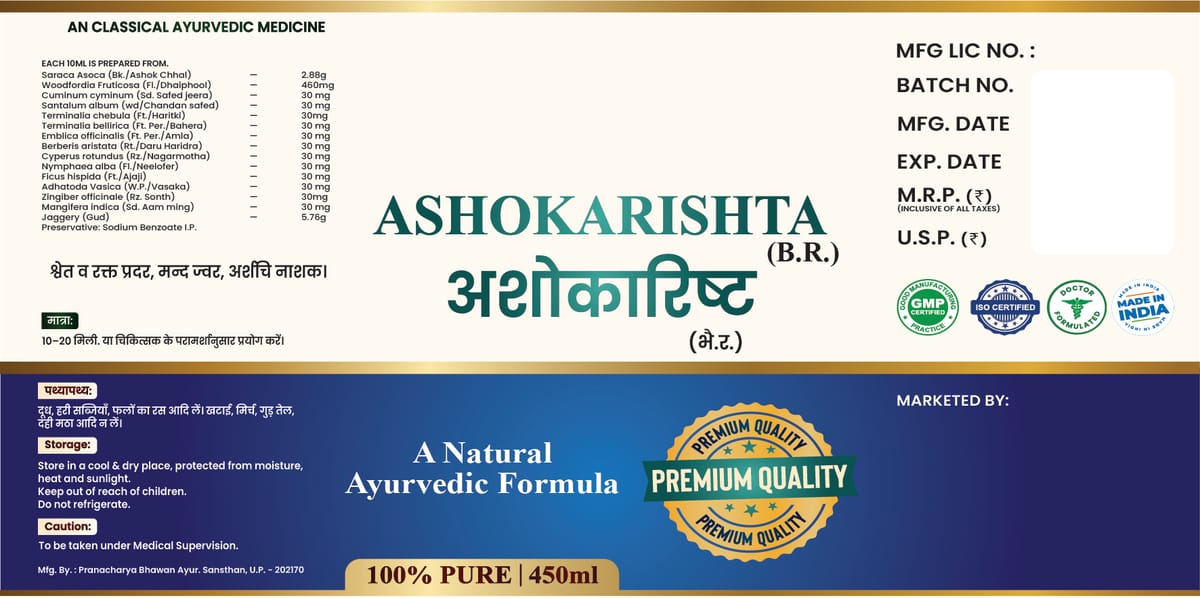 AN CLASSICAL AYURVEDIC MEDICINE
EACH 10ML IS PREPARED FROM.
Saraca Asoca (Bk./Ashok Chhal) – 2.88g
Woodfordia Fruticosa (Fl./Dhaiphool) – 460mg
Cuminum cyminum (Sd. Safed jeera) – 30 mg
Santalum album (wd/Chandan safed) – 30 mg
Terminalia chebula (Ft./Haritki) – 30mg
Terminalia bellirica (Ft. Per./Bahera) – 30 mg
Emblica officinalis (Ft. Per./Amla) – 30 mg
Berberis aristata (Rt./Daru Haridra) – 30 mg
Cyperus rotundus (Rz./Nagarmotha) – 30 mg
Nymphaea alba (Fl./Neelofer) – 30 mg
Ficus hispida (Ft./Ajaji) – 30 mg
Adhatoda Vasica (W.P./Vasaka) – 30 mg
Zingiber officinale (Rz. Sonth) – 30mg
Mangifera indica (Sd. Aam ming) – 30 mg
Jaggery (Gud) – 5.76g
Preservative: Sodium Benzoate I.P.
श्वेत व रक्त प्रदर, मन्द ज्वर, अर्शचि नाशक।
मात्रा:
10-20 मिली. या चिकित्सक के परामर्शानुसार प्रयोग करें।
ASHOKARISHTA
(B.R.)
अशोकारिष्ट
(भै.र.)
MFG LIC NO. :
BATCH NO.
MFG. DATE
EXP. DATE
M.R.P. (₹)
(INCLUSIVE OF ALL TAXES)
U.S.P. (₹)
GOOD MANUFACTURING
GMP
CERTIFIED
PRACTICE
ISO CERTIFIED
DOCTOR
FORMULATED
MADE IN INDIA
MADE IN
INDIA
MADE IN INDIA
पथ्यापथ्य:
दूध, हरी सब्जियाँ, फलों का रस आदि लें। खटाई, मिर्च, गुड़ तेल,
दही मठा आदि न लें।
Storage:
Store in a cool & dry place, protected from moisture,
heat and sunlight.
Keep out of reach of children.
Do not refrigerate.
Caution:
To be taken under Medical Supervision.
Mfg. By. : Pranacharya Bhawan Ayur. Sansthan, U.P. - 202170
A Natural
Ayurvedic Formula
100% PURE | 450ml
PREMIUM QUALITY
PREMIUM QUALITY
PREMIUM QUALITY
MARKETED BY: